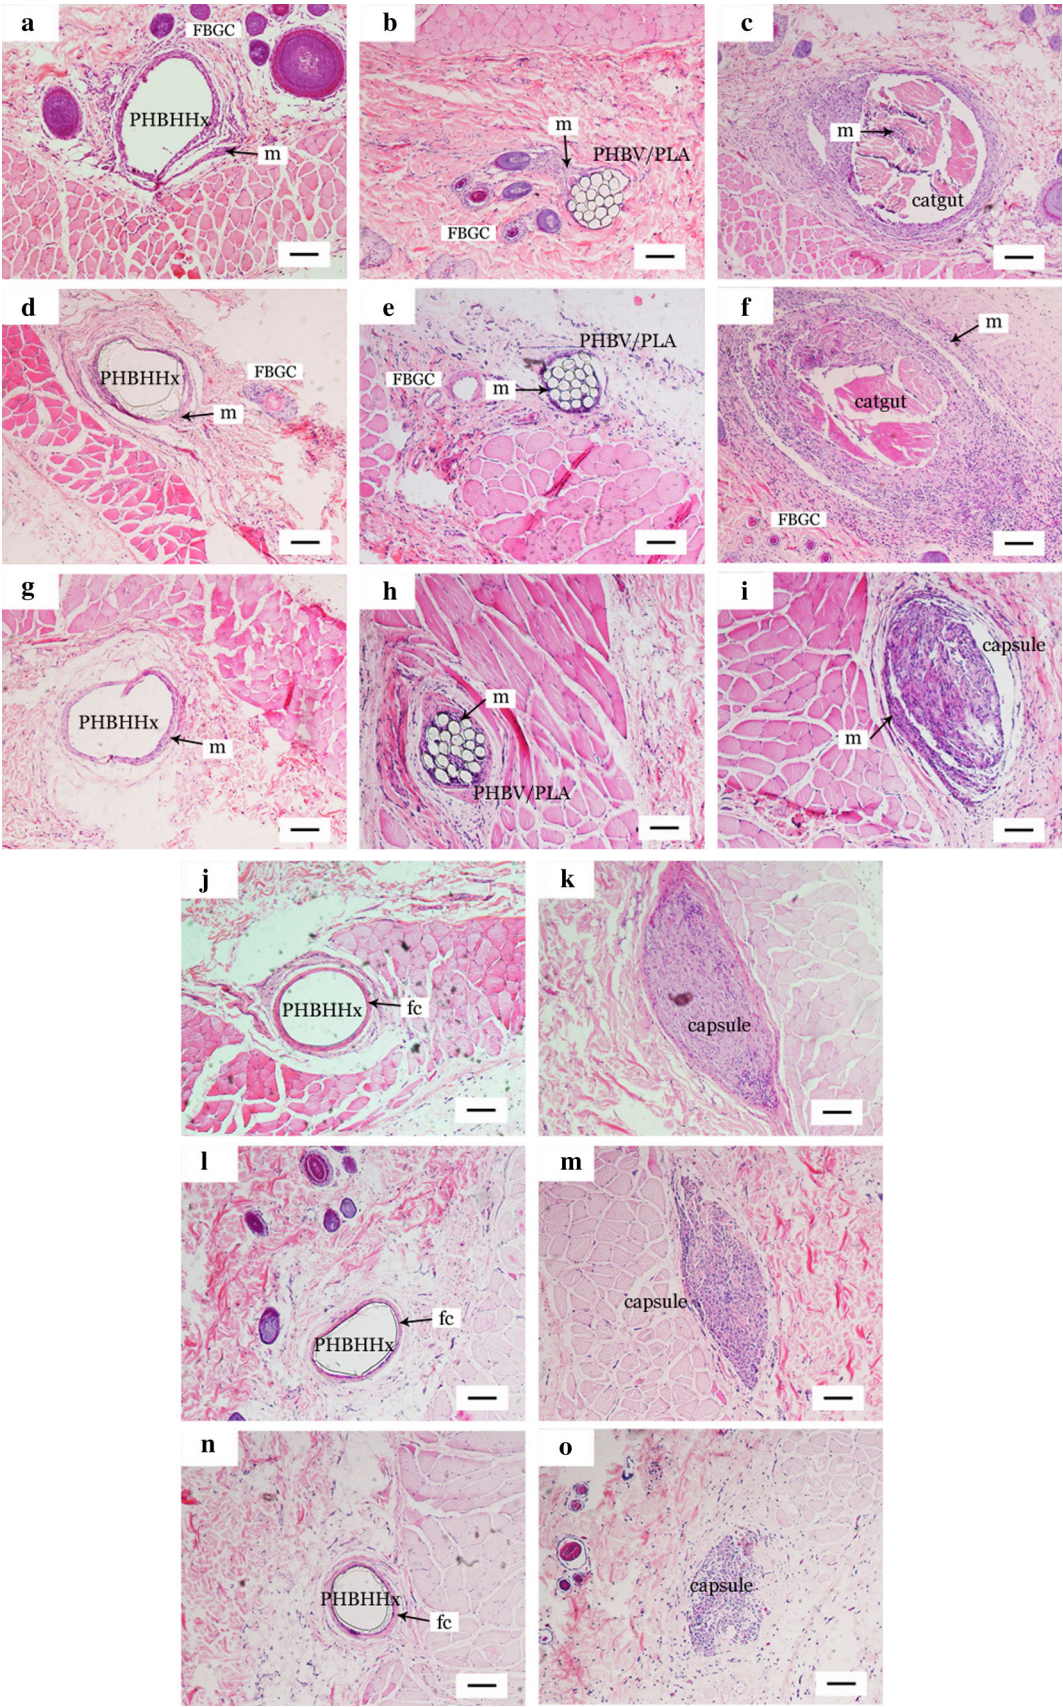 a
FBGC
PHBHHx
m
b
m
PHBV/PLA
FBGC
c
m
catgut
d
PHBHHx
FBGC
m
e
PHBV/PLA
FBGC
m
f
m
catgut
FBGC
g
PHBHHx
m
h
m
PHBV/PLA
i
capsule
m
j
PHBHHx
fc
k
capsule
l
fc
PHBHHx
m
capsule
n
PHBHHx
fc
o
capsule